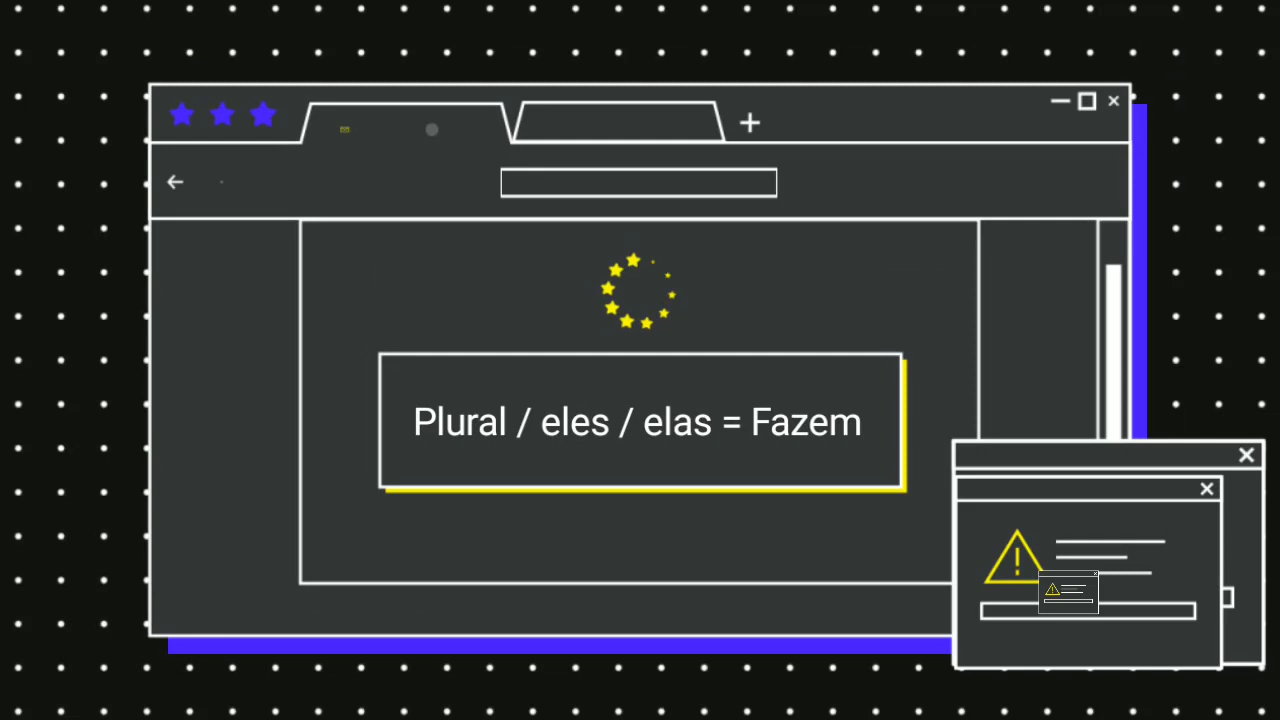 Plural / eles / elas = Fazem